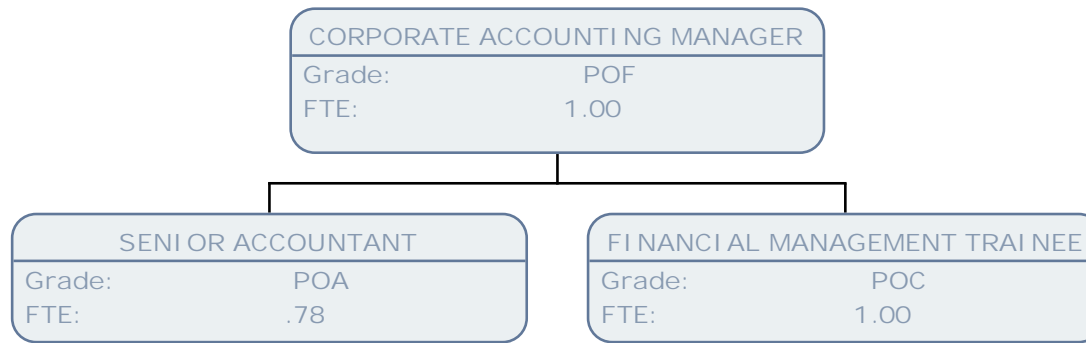 CORPORATE ACCOUNTING MANAGER
Grade: POF
FTE: 1.00
SENIOR ACCOUNTANT
Grade: POA
FTE: .78
FINANCIAL MANAGEMENT TRAINEE
Grade: POC
FTE: 1.00